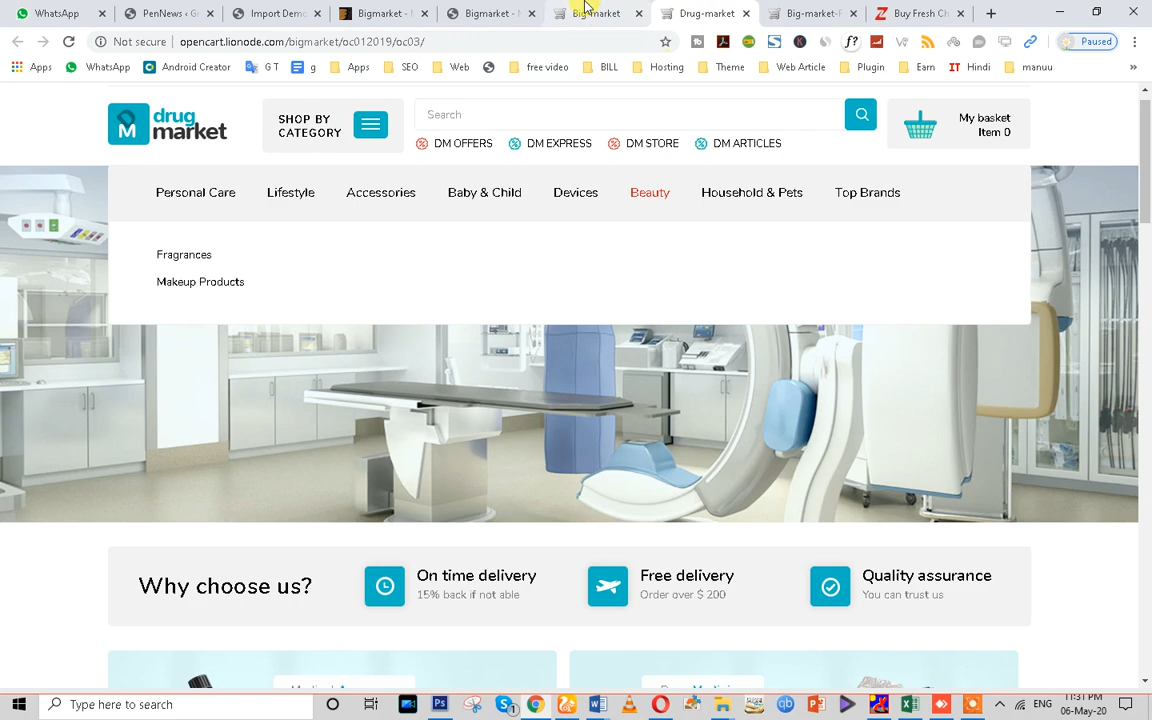 WhatsApp
PenNews ‹ G
Import Demo
Bigmarket -
Bigmarket -
Big market
Drug-market
Big-market-F
Buy Fresh Ch
Not secure opencart.lionode.com/bigmarket/oc012019/oc03/
Paused
Apps WhatsApp Android Creator G T g Apps SEO Web free video BILL Hosting Theme Web Article Plugin Earn IT Hindi manuu »
M drug market
SHOP BY
CATEGORY
Search
My basket
Item 0
DM OFFERS DM EXPRESS DM STORE DM ARTICLES
Personal Care Lifestyle Accessories Baby & Child Devices Beauty Household & Pets Top Brands
Fragrances
Makeup Products
Why choose us?
On time delivery
15% back if not able
Free delivery
Order over $ 200
Quality assurance
You can trust us
Type here to search
ENG
11:31 PM
06-May-20